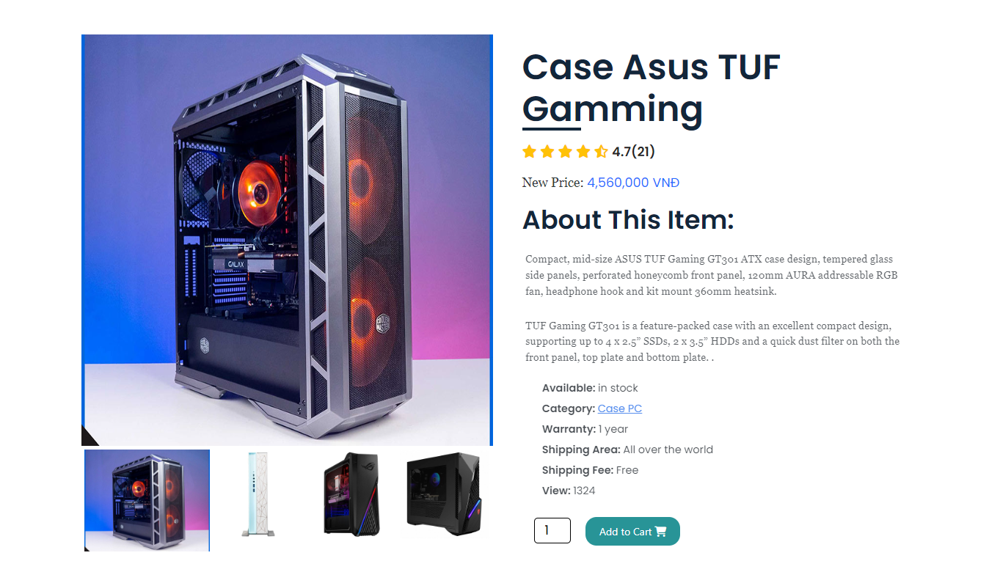 Case Asus TUF
Gamming
4.7(21)
New Price: 4,560,000 VNĐ
About This Item:
Compact, mid-size ASUS TUF Gaming GT301 ATX case design, tempered glass
side panels, perforated honeycomb front panel, 120mm AURA addressable RGB
fan, headphone hook and kit mount 360mm heatsink.
TUF Gaming GT301 is a feature-packed case with an excellent compact design,
supporting up to 4 x 2.5” SSDs, 2 x 3.5” HDDs and a quick dust filter on both the
front panel, top plate and bottom plate. .
Available: in stock
Category: Case PC
Warranty: 1 year
Shipping Area: All over the world
Shipping Fee: Free
View: 1324
1
Add to Cart
GALAX
COOLER
MASTER